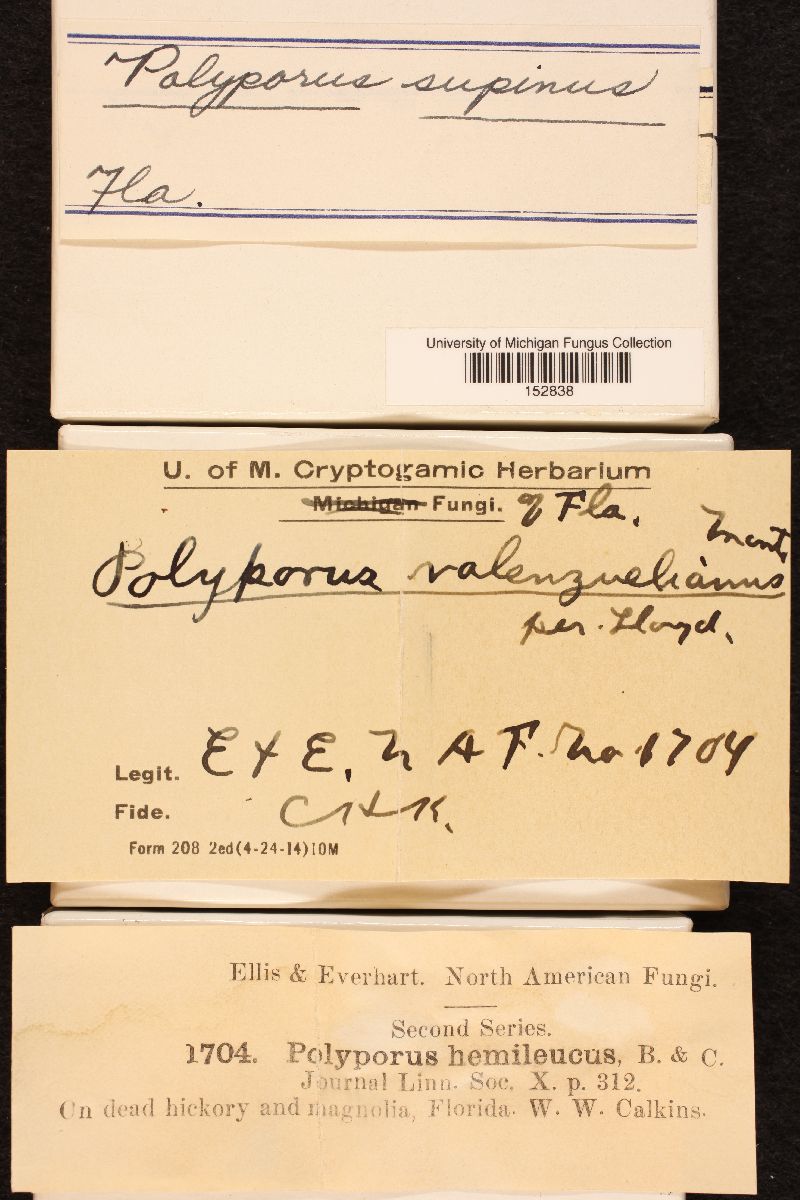 Polyporus supinus
Fla.
University of Michigan Fungus Collection
152838
U. of M. Cryptogamic Herbarium
Michigan Fungi. of Fla.
Mont.
Polyporus valenzuelianus
per. Lloyd.
Legit. E & E. N A F. No. 1704
Fide. CHK.
Form 208 2ed(4-24-14)10M
Ellis & Everhart. North American Fungi.
Second Series.
1704. Polyporus hemileucus, B. & C.
Journal Linn. Soc. X. p. 312.
On dead hickory and magnolia, Florida. W. W. Calkins.